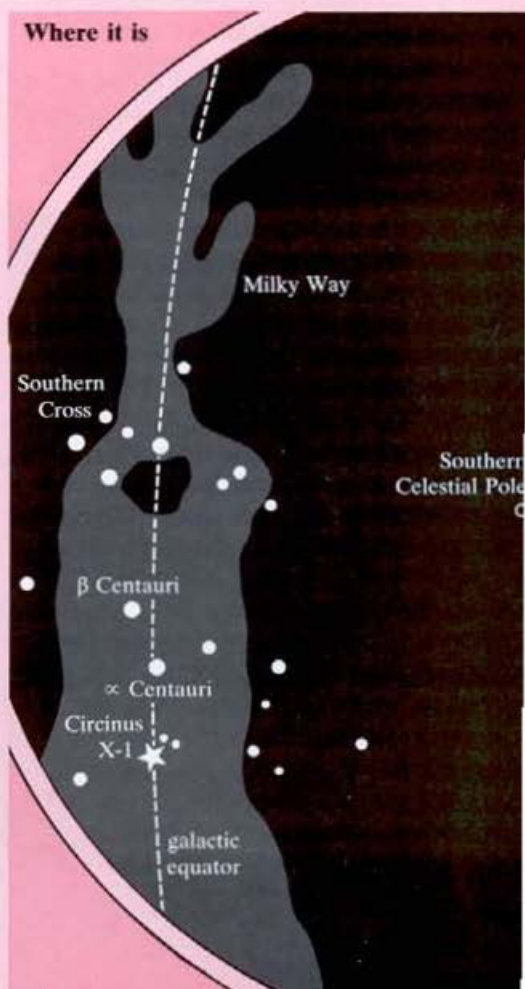 Where it is
Milky Way
Southern
Cross
Southern
Celestial Pole
β Centauri
∝ Centauri
Circinus
X-1
galactic
equator